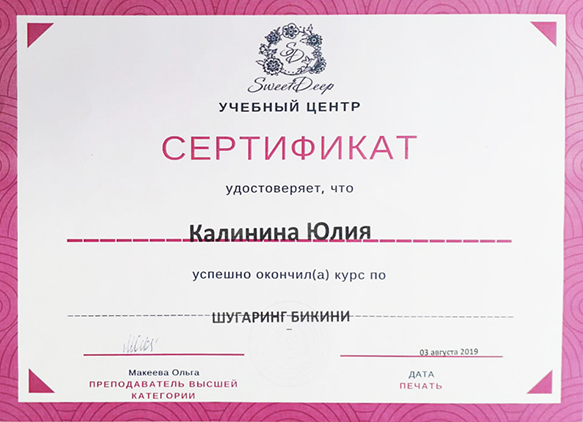 SD
SweetDeep
УЧЕБНЫЙ ЦЕНТР
СЕРТИФИКАТ
удостоверяет, что
Калинина Юлия
успешно окончил(а) курс по
ШУГАРИНГ БИКИНИ
03 августа 2019
Макеева Ольга
ПРЕПОДАВАТЕЛЬ ВЫСШЕЙ
КАТЕГОРИИ
ДАТА
ПЕЧАТЬ